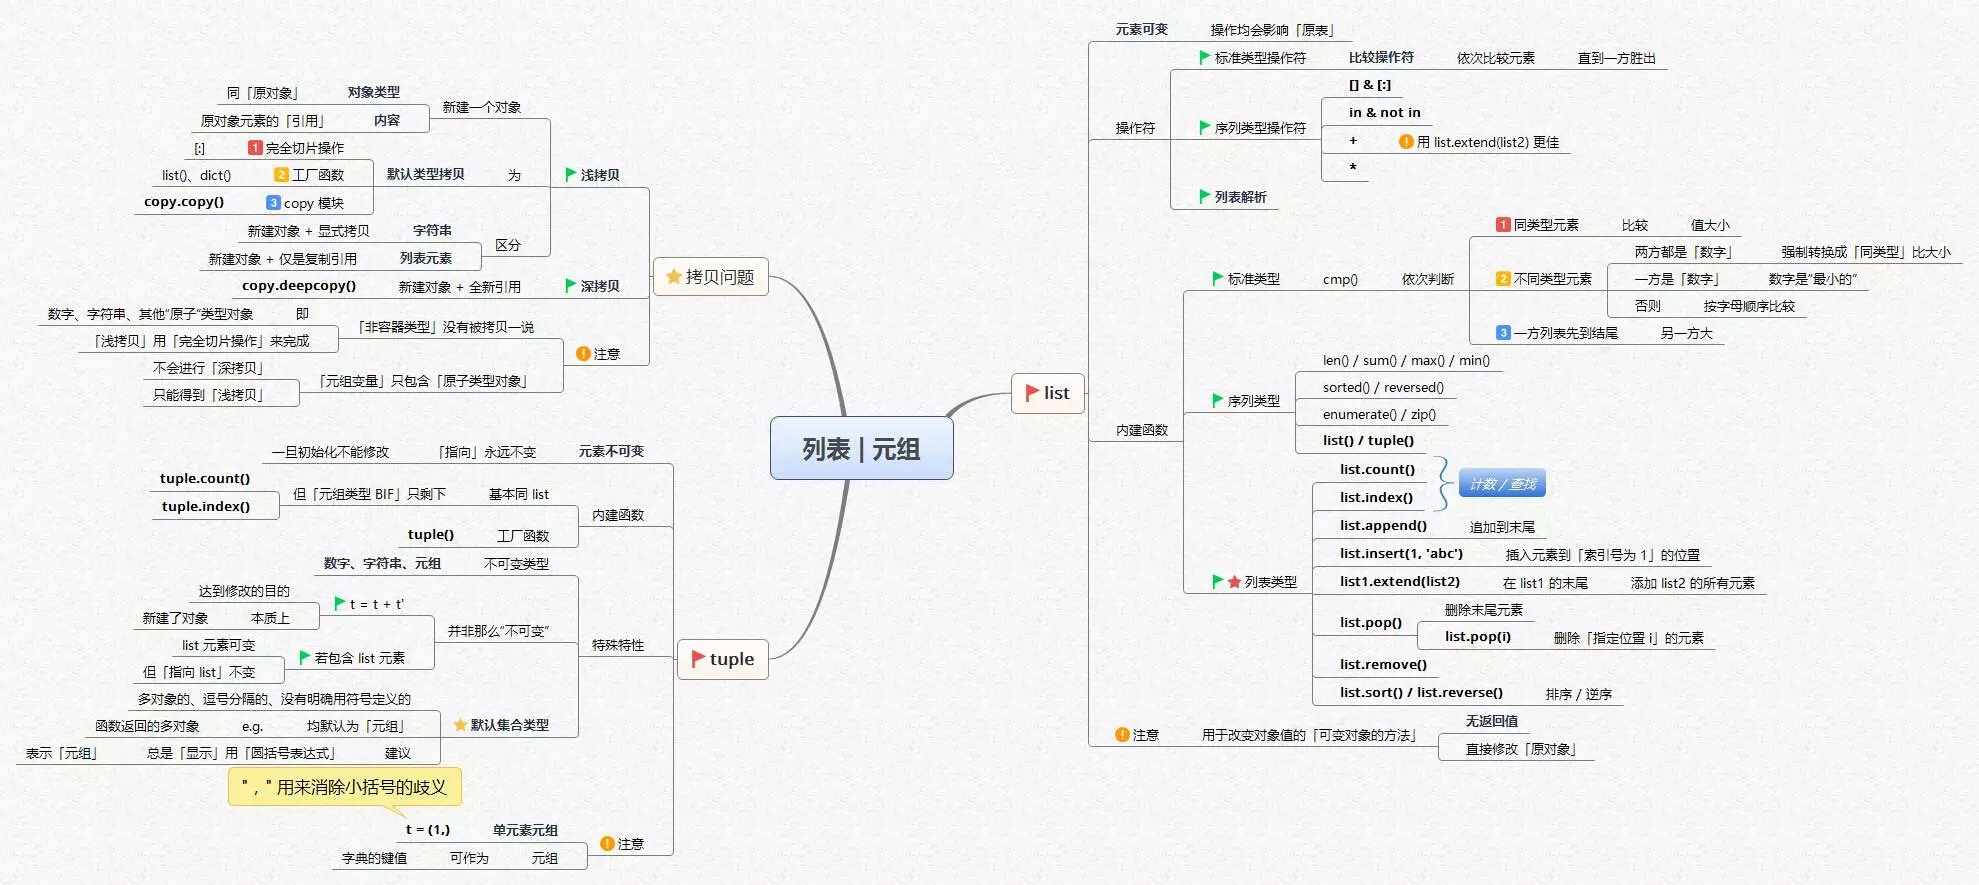 列表 | 元组
list
元素可变 操作均会影响「原表」
操作符
标准类型操作符 比较操作符 依次比较元素 直到一方胜出
序列类型操作符
[] & [:]
in & not in
+ 用 list.extend(list2) 更佳
*
列表解析
内建函数
标准类型 cmp() 依次判断
1 同类型元素 比较 值大小
2 不同类型元素
两方都是「数字」 强制转换成「同类型」比大小
一方是「数字」 数字是"最小的"
否则 按字母顺序比较
3 一方列表先到结尾 另一方大
序列类型
len() / sum() / max() / min()
sorted() / reversed()
enumerate() / zip()
list() / tuple()
列表类型
list.count()
list.index()
计数 / 查找
list.append() 追加到末尾
list.insert(1, 'abc') 插入元素到「索引号为 1」的位置
list1.extend(list2) 在 list1 的末尾 添加 list2 的所有元素
list.pop()
删除末尾元素
list.pop(i) 删除「指定位置 i」的元素
list.remove()
list.sort() / list.reverse() 排序 / 逆序
注意 用于改变对象值的「可变对象的方法」
无返回值
直接修改「原对象」
拷贝问题
浅拷贝
新建一个对象
同「原对象」 对象类型
原对象元素的「引用」 内容
默认类型拷贝 为
[:] 1 完全切片操作
list()、dict() 2 工厂函数
copy.copy() 3 copy 模块
区分
新建对象 + 显式拷贝 字符串
新建对象 + 仅是复制引用 列表元素
copy.deepcopy() 新建对象 + 全新引用 深拷贝
注意
「非容器类型」没有被拷贝一说
数字、字符串、其他"原子"类型对象 即
「浅拷贝」用「完全切片操作」来完成
「元组变量」只包含「原子类型对象」
不会进行「深拷贝」
只能得到「浅拷贝」
tuple
一旦初始化不能修改 「指向」永远不变 元素不可变
内建函数
但「元组类型 BIF」只剩下 基本同 list
tuple.count()
tuple.index()
tuple() 工厂函数
特殊特性
数字、字符串、元组 不可变类型
并非那么"不可变"
t = t + t'
达到修改的目的
新建了对象 本质上
若包含 list 元素
list 元素可变
但「指向 list」不变
默认集合类型
多对象的、逗号分隔的、没有明确用符号定义的
函数返回的多对象 e.g. 均默认为「元组」
表示「元组」 总是「显示」用「圆括号表达式」 建议
注意
" , " 用来消除小括号的歧义
t = (1,) 单元素元组
字典的键值 可作为 元组